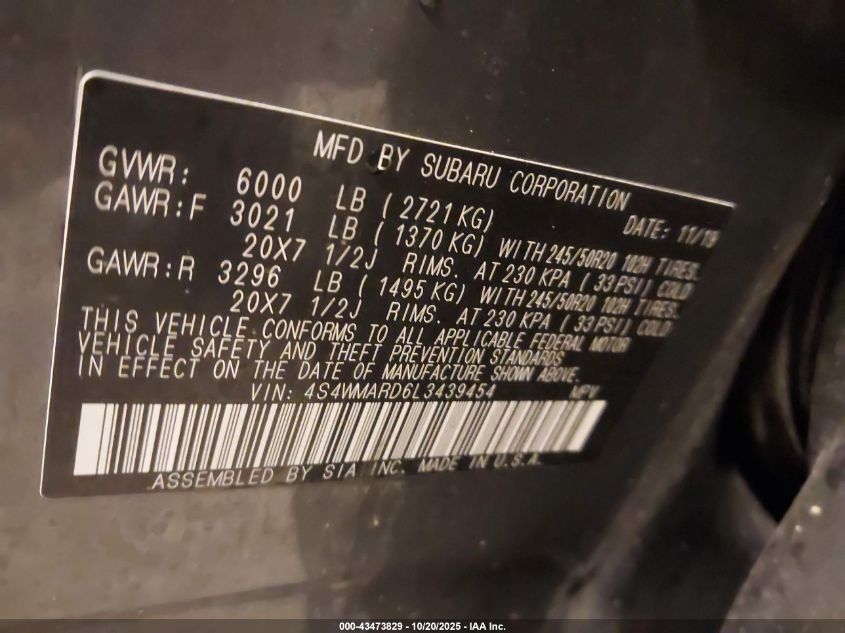 MFD BY SUBARU CORPORATION
GVWR: 6000 LB ( 2721 KG) DATE: 11/19
GAWR:F 3021 LB ( 1370 KG) WITH 245/50R20 102H TIRES.
20X7 1/2J RIMS. AT 230 KPA ( 33 PSI) COLD
GAWR:R 3296 LB ( 1495 KG) WITH 245/50R20 102H TIRES.
20X7 1/2J RIMS. AT 230 KPA ( 33 PSI) COLD
THIS VEHICLE CONFORMS TO ALL APPLICABLE FEDERAL MOTOR
VEHICLE SAFETY AND THEFT PREVENTION STANDARDS
IN EFFECT ON THE DATE OF MANUFACTURE SHOWN ABOVE.
VIN: 4S4WMARD6L3439454 MPV
ASSEMBLED BY SIA INC. MADE IN U.S.A.
000-43473829 - 10/20/2025 - IAA Inc.